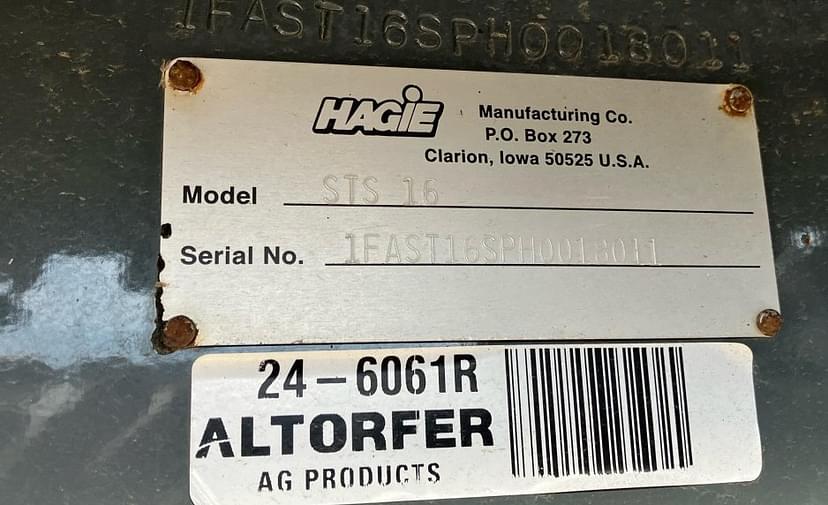 1FAST16SPH0018011
HAGiE
Manufacturing Co.
P.O. Box 273
Clarion, Iowa 50525 U.S.A.
Model STS 16
Serial No. 1FAST16SPH0018011
24-6061R
ALTORFER
AG PRODUCTS